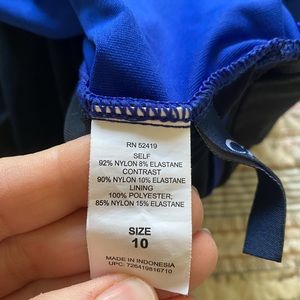 RN 52419
SELF
92% NYLON 8% ELASTANE
CONTRAST
90% NYLON 10% ELASTANE
LINING
100% POLYESTER;
85% NYLON 15% ELASTANE
SIZE
10
MADE IN INDONESIA
UPC: 726419816710